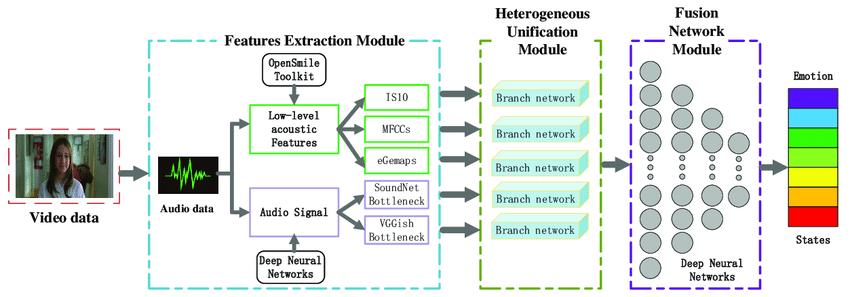 Features Extraction Module
Heterogeneous
Unification
Module
Fusion
Network
Module
OpenSmile
Toolkit
Low-level
acoustic
Features
IS10
MFCCs
eGemaps
Video data
Audio data
Audio Signal
SoundNet
Bottleneck
VGGish
Bottleneck
Deep Neural
Networks
Branch network
Branch network
Branch network
Branch network
Branch network
Deep Neural
Networks
Emotion
States